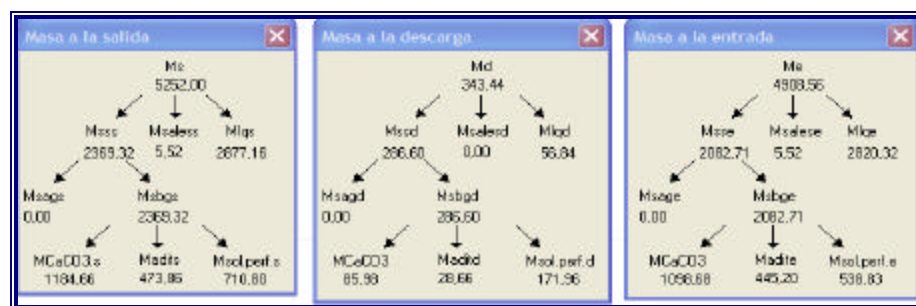 Masa a la salida
Ms
5252.00
Msss Msaless Mlqs
2369.32 5,52 2877.16
Msags Msbgs
0.00 2369.32
MCaCO3.s Madits Msol.perf.s
1184.66 473,86 710.80
Masa a la descarga
Md
343.44
Mssd Msalesd Mlqd
286.60 0,00 56.84
Msagd Msbgd
0.00 286.60
MCaCO3 Maditd Msol.perf.d
85.98 28,66 171.96
Masa a la entrada
Me
4908.56
Msse Msalese Mlqe
2082.71 5.52 2820.32
Msage Msbge
0.00 2082.71
MCaCO3 Madite Msol.perf.e
1098.68 445,20 538.83